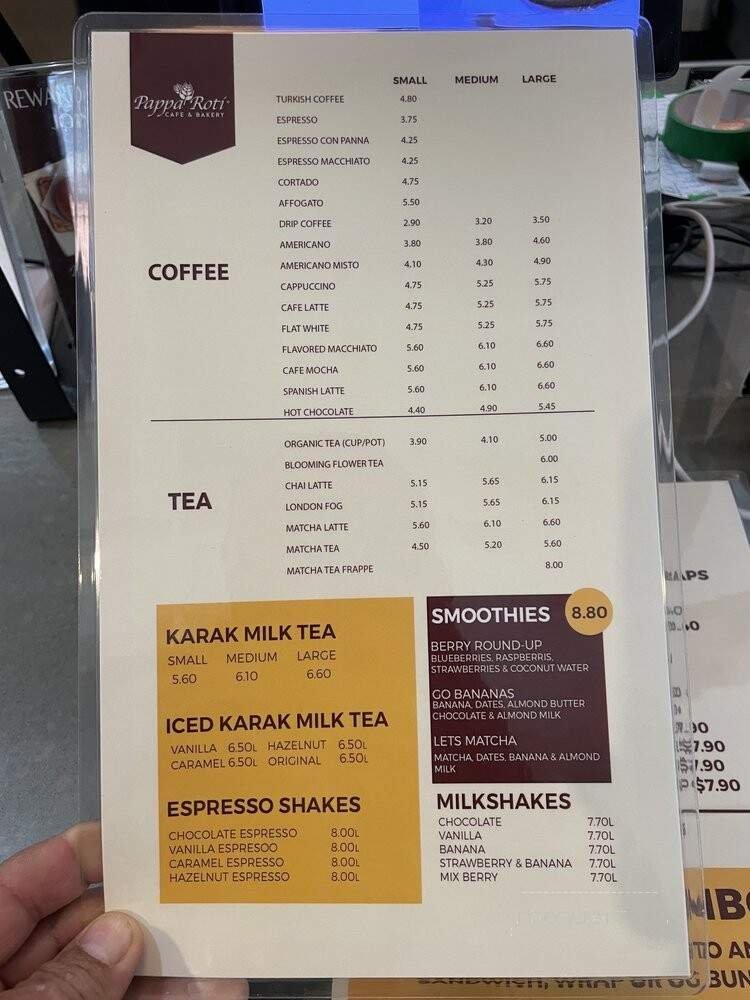 Pappa Roti
CAFE & BAKERY
SMALL MEDIUM LARGE
COFFEE
TURKISH COFFEE 4.80
ESPRESSO 3.75
ESPRESSO CON PANNA 4.25
ESPRESSO MACCHIATO 4.25
CORTADO 4.75
AFFOGATO 5.50
DRIP COFFEE 2.90 3.20 3.50
AMERICANO 3.80 3.80 4.60
AMERICANO MISTO 4.10 4.30 4.90
CAPPUCCINO 4.75 5.25 5.75
CAFE LATTE 4.75 5.25 5.75
FLAT WHITE 4.75 5.25 5.75
FLAVORED MACCHIATO 5.60 6.10 6.60
CAFE MOCHA 5.60 6.10 6.60
SPANISH LATTE 5.60 6.10 6.60
HOT CHOCOLATE 4.40 4.90 5.45
TEA
ORGANIC TEA (CUP/POT) 3.90 4.10 5.00
BLOOMING FLOWER TEA 6.00
CHAI LATTE 5.15 5.65 6.15
LONDON FOG 5.15 5.65 6.15
MATCHA LATTE 5.60 6.10 6.60
MATCHA TEA 4.50 5.20 5.60
MATCHA TEA FRAPPE 8.00
KARAK MILK TEA
SMALL MEDIUM LARGE
5.60 6.10 6.60
ICED KARAK MILK TEA
VANILLA 6.50L HAZELNUT 6.50L
CARAMEL 6.50L ORIGINAL 6.50L
ESPRESSO SHAKES
CHOCOLATE ESPRESSO 8.00L
VANILLA ESPRESOO 8.00L
CARAMEL ESPRESSO 8.00L
HAZELNUT ESPRESSO 8.00L
SMOOTHIES 8.80
BERRY ROUND-UP
BLUEBERRIES, RASPBERRIS,
STRAWBERRIES & COCONUT WATER
GO BANANAS
BANANA, DATES, ALMOND BUTTER
CHOCOLATE & ALMOND MILK
LETS MATCHA
MATCHA, DATES, BANANA & ALMOND
MILK
MILKSHAKES
CHOCOLATE 7.70L
VANILLA 7.70L
BANANA 7.70L
STRAWBERRY & BANANA 7.70L
MIX BERRY 7.70L
7.90
7.90
$7.90
SANDWICH, WRAP OR OG BUN